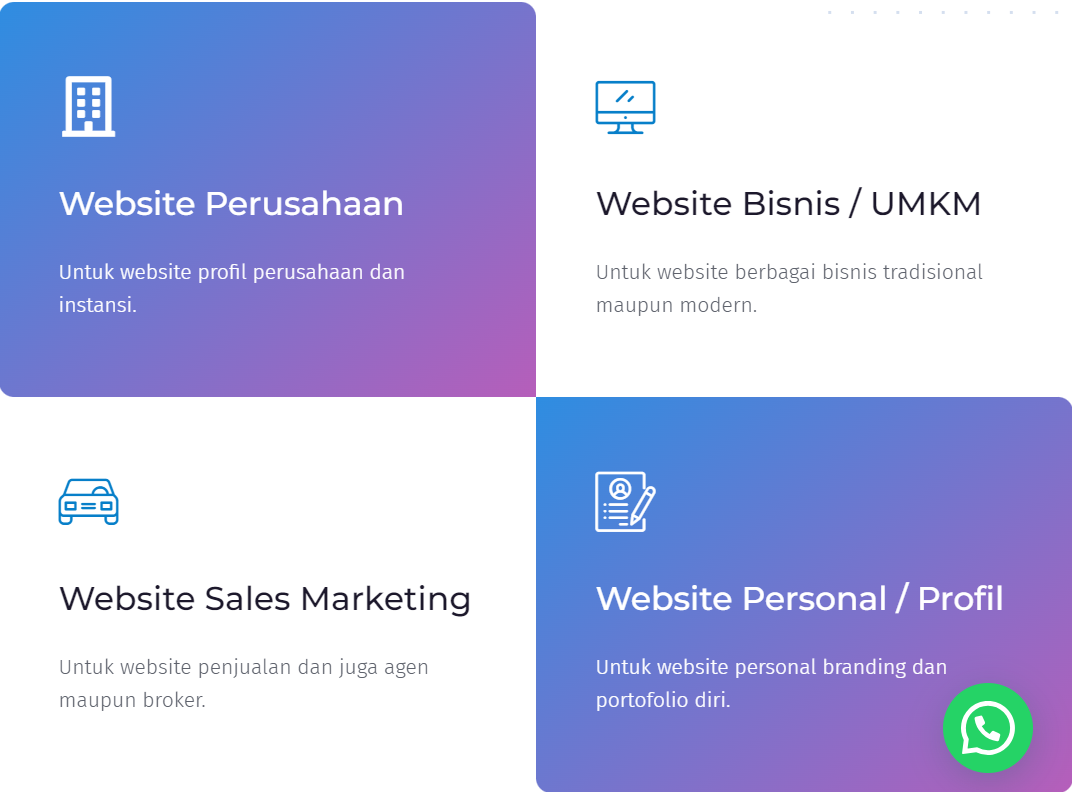 Website Perusahaan
Untuk website profil perusahaan dan
instansi.
Website Bisnis / UMKM
Untuk website berbagai bisnis tradisional
maupun modern.
Website Sales Marketing
Untuk website penjualan dan juga agen
maupun broker.
Website Personal / Profil
Untuk website personal branding dan
portofolio diri.